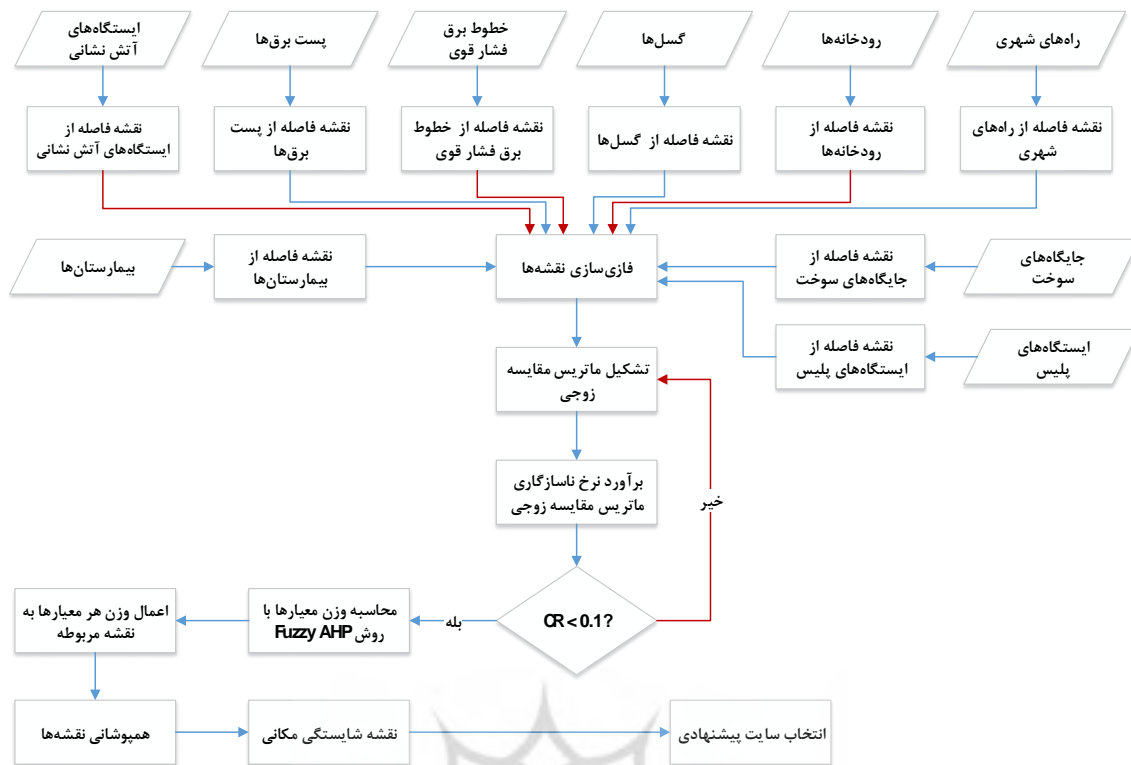 راه‌های شهری
رودخانه‌ها
گسل‌ها
خطوط برق
فشار قوی
پست برق‌ها
ایستگاه‌های
آتش نشانی
نقشه فاصله از راه‌های
شهری
نقشه فاصله از
رودخانه‌ها
نقشه فاصله از گسل‌ها
نقشه فاصله از خطوط
برق فشار قوی
نقشه فاصله از پست
برق‌ها
نقشه فاصله از
ایستگاه‌های آتش نشانی
جایگاه‌های
سوخت
نقشه فاصله از
جایگاه‌های سوخت
فازی‌سازی نقشه‌ها
نقشه فاصله از
بیمارستان‌ها
بیمارستان‌ها
ایستگاه‌های
پلیس
نقشه فاصله از
ایستگاه‌های پلیس
تشکیل ماتریس مقایسه
زوجی
برآورد نرخ ناسازگاری
ماتریس مقایسه زوجی
خیر
CR < 0.1?
بله
محاسبه وزن معیارها با
روش Fuzzy AHP
اعمال وزن هر معیارها به
نقشه مربوطه
همپوشانی نقشه‌ها
نقشه شایستگی مکانی
انتخاب سایت پیشنهادی